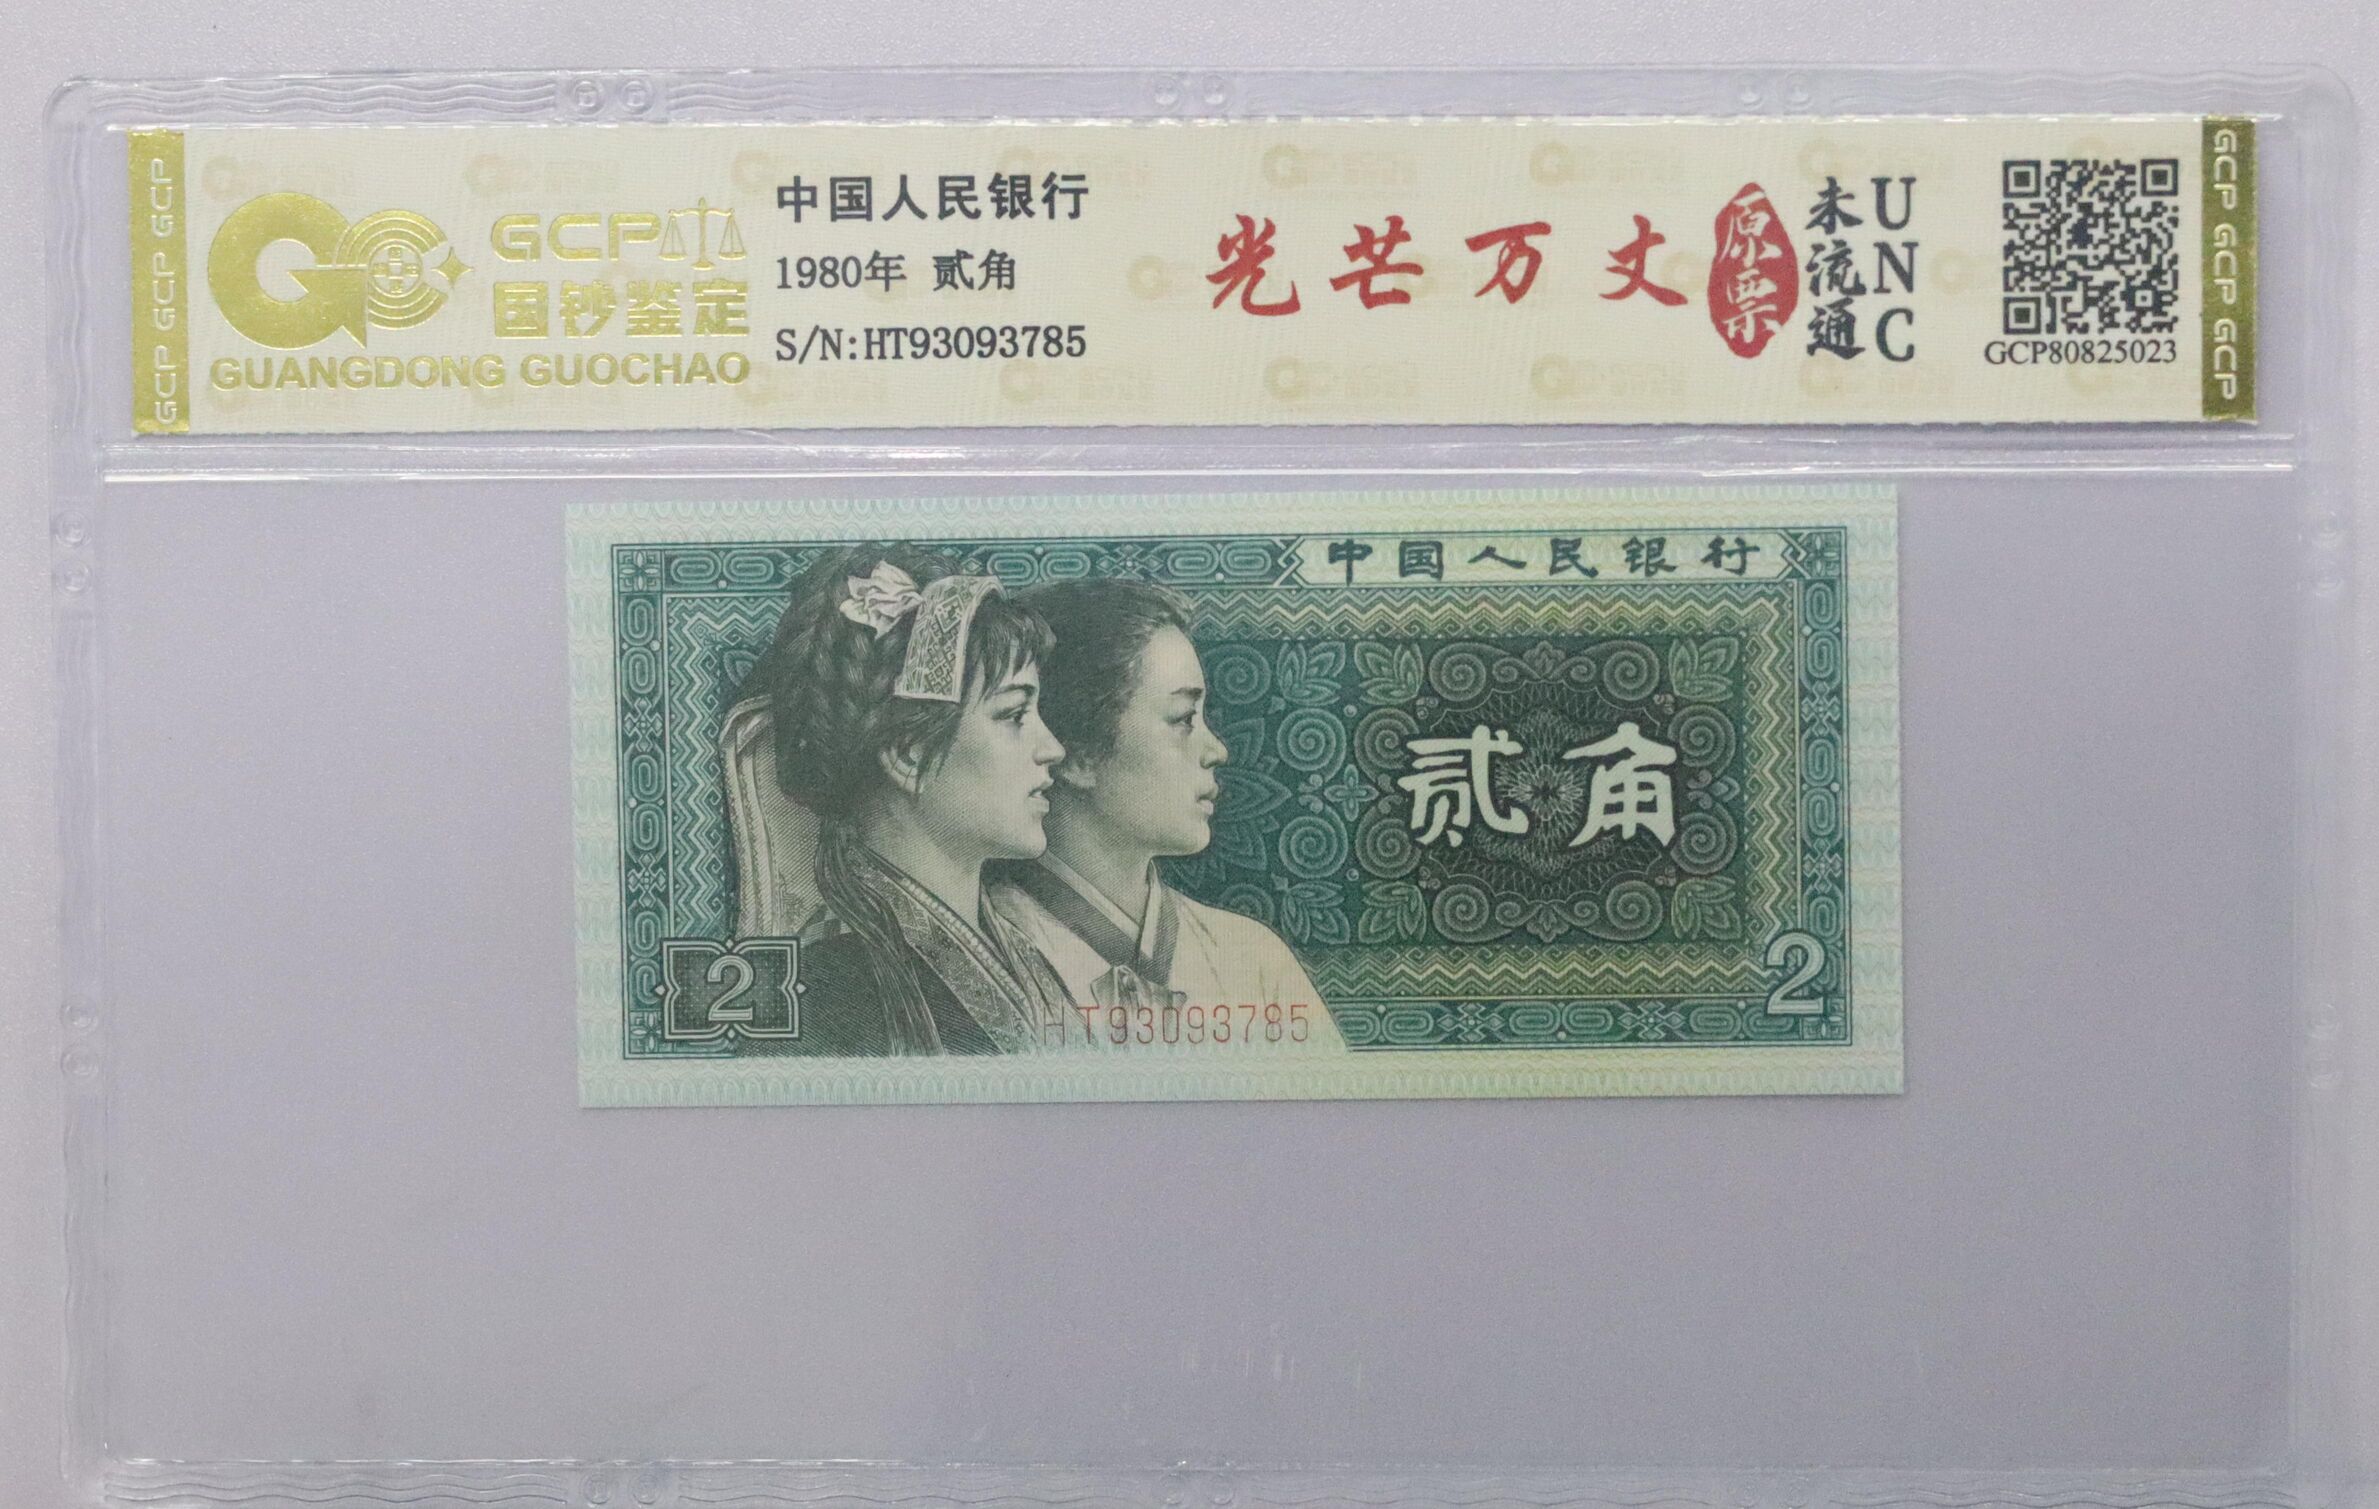 GCP GCP GCP
GCP
国钞鉴定
GUANGDONG GUOCHAO
中国人民银行
1980年 贰角
S/N:HT93093785
光芒万丈
原票
未流通
UNC
GCP80825023
GCP GCP GCP
中国人民银行
贰角
2
2
HT93093785